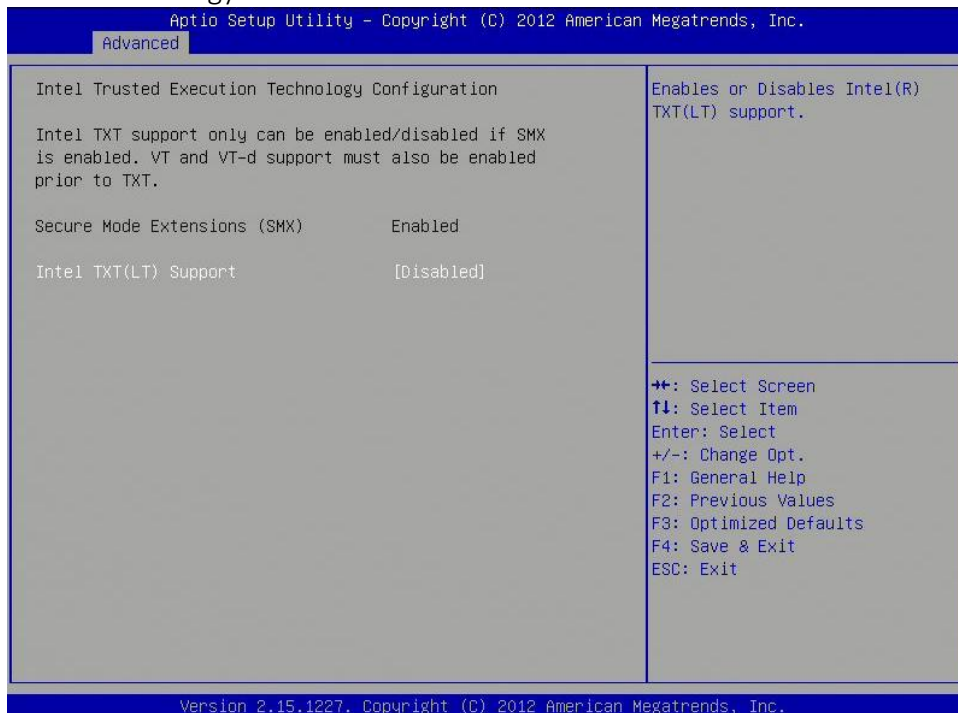 Aptio Setup Utility – Copyright (C) 2012 American Megatrends, Inc.
Advanced
Intel Trusted Execution Technology Configuration
Intel TXT support only can be enabled/disabled if SMX
is enabled. VT and VT-d support must also be enabled
prior to TXT.
Secure Mode Extensions (SMX) Enabled
Intel TXT(LT) Support [Disabled]
Enables or Disables Intel(R)
TXT(LT) support.
→←: Select Screen
↑↓: Select Item
Enter: Select
+/-: Change Opt.
F1: General Help
F2: Previous Values
F3: Optimized Defaults
F4: Save & Exit
ESC: Exit
Version 2.15.1227. Copyright (C) 2012 American Megatrends, Inc.